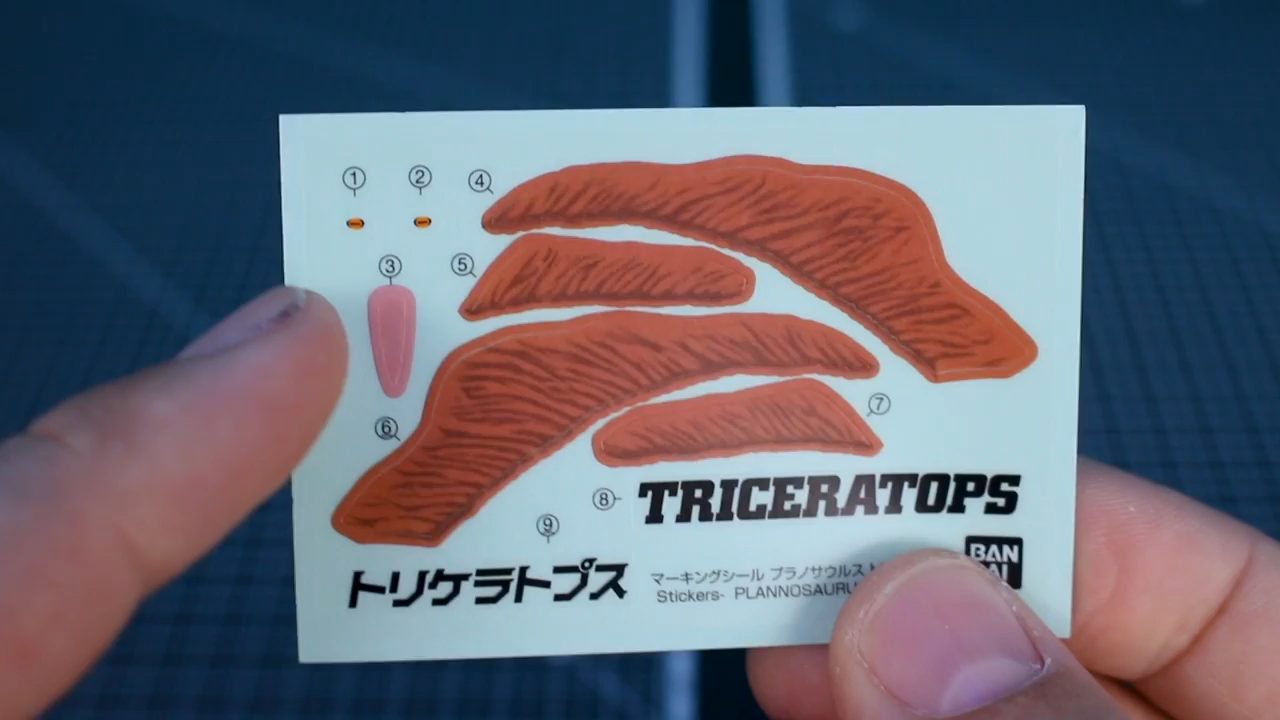 ①
②
④
③
⑤
⑦
⑥
⑧
TRICERATOPS
⑨
トリケラトプス
マーキングシール プラノサウルス
Stickers- PLANNOSAURU
BAN